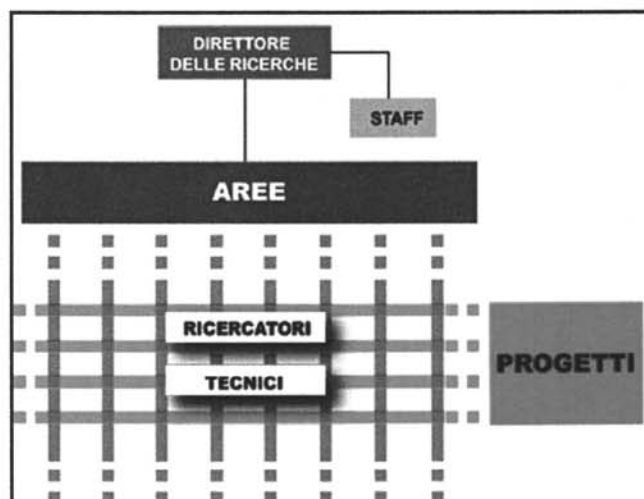 DIRETTORE
DELLE RICERCHE
STAFF
AREE
RICERCATORI
TECNICI
PROGETTI